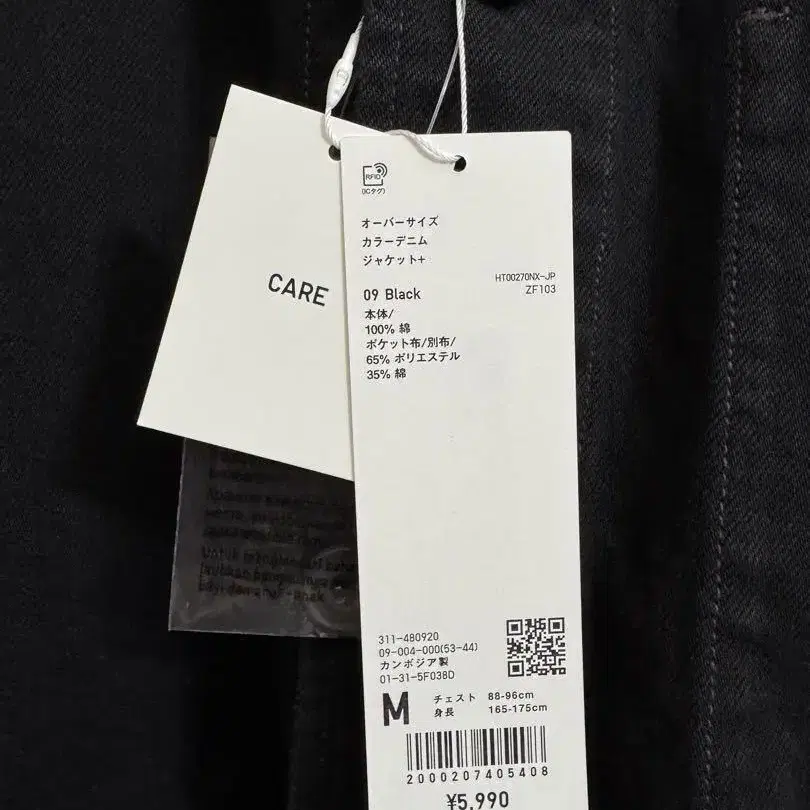 RFID
(ICタグ)
オーバーサイズ
カラーデニム
ジャケット+
HT00270NX-JP
09 Black
ZF103
本体/
100% 綿
ポケット布/別布/
65% ポリエステル
35% 綿
CARE
311-480920
09-004-000(53-44)
カンボジア製
01-31-5F038D
M
チェスト 88-96cm
身長 165-175cm
2000207405408
¥5,990